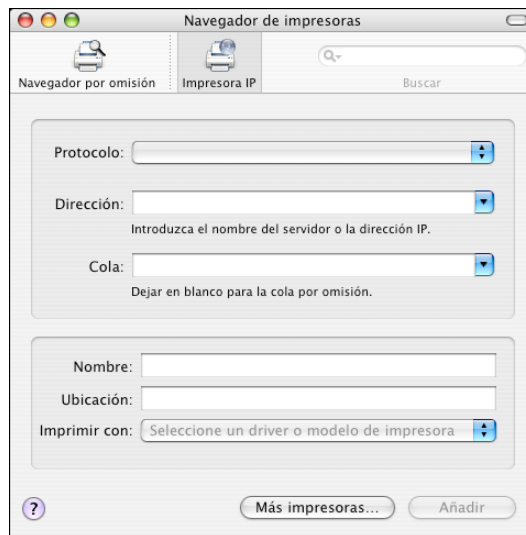 Navegador de impresoras
Navegador por omisión
Impresora IP
Buscar
Protocolo:
Dirección:
Introduzca el nombre del servidor o la dirección IP.
Cola:
Dejar en blanco para la cola por omisión.
Nombre:
Ubicación:
Imprimir con: Seleccione un driver o modelo de impresora
? Más impresoras... Añadir